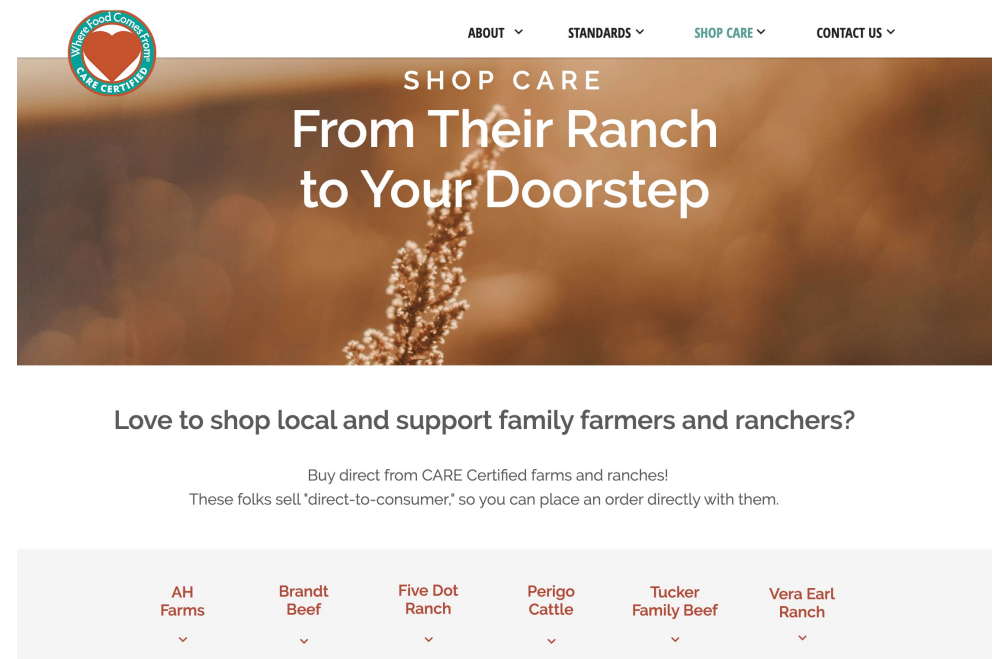 Where Food Comes From®
CARE CERTIFIED
ABOUT STANDARDS SHOP CARE CONTACT US
SHOP CARE
From Their Ranch
to Your Doorstep
Love to shop local and support family farmers and ranchers?
Buy direct from CARE Certified farms and ranches!
These folks sell "direct-to-consumer," so you can place an order directly with them.
AH
Farms
Brandt
Beef
Five Dot
Ranch
Perigo
Cattle
Tucker
Family Beef
Vera Earl
Ranch